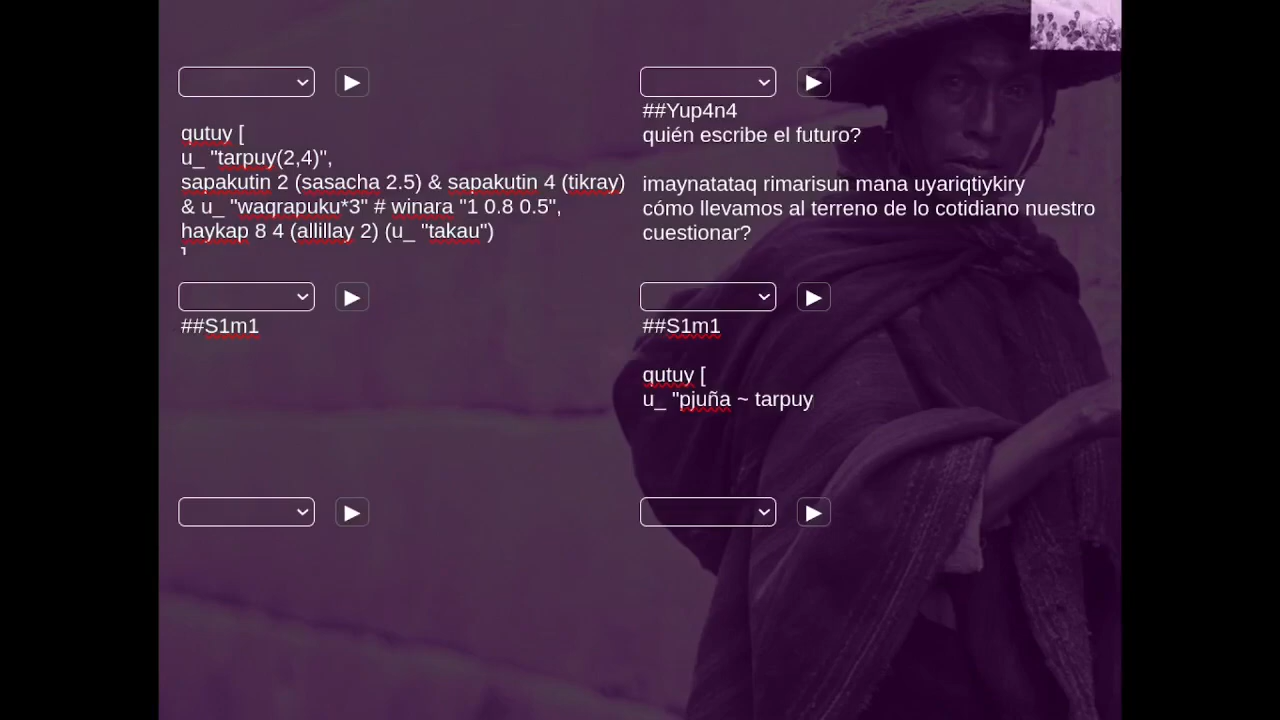 qutuy [
u_ "tarpuy(2,4)",
sapakutin 2 (sasacha 2.5) & sapakutin 4 (tikray)
& u_ "waqrapuku*3" # winara "1 0.8 0.5",
haykap 8 4 (allillay 2) (u_ "takau")
]
##Yup4n4
quién escribe el futuro?
imaynatataq rimarisun mana uyariqtiykiry
cómo llevamos al terreno de lo cotidiano nuestro
cuestionar?
##S1m1
##S1m1
qutuy [
u_ "pjuña ~ tarpuy